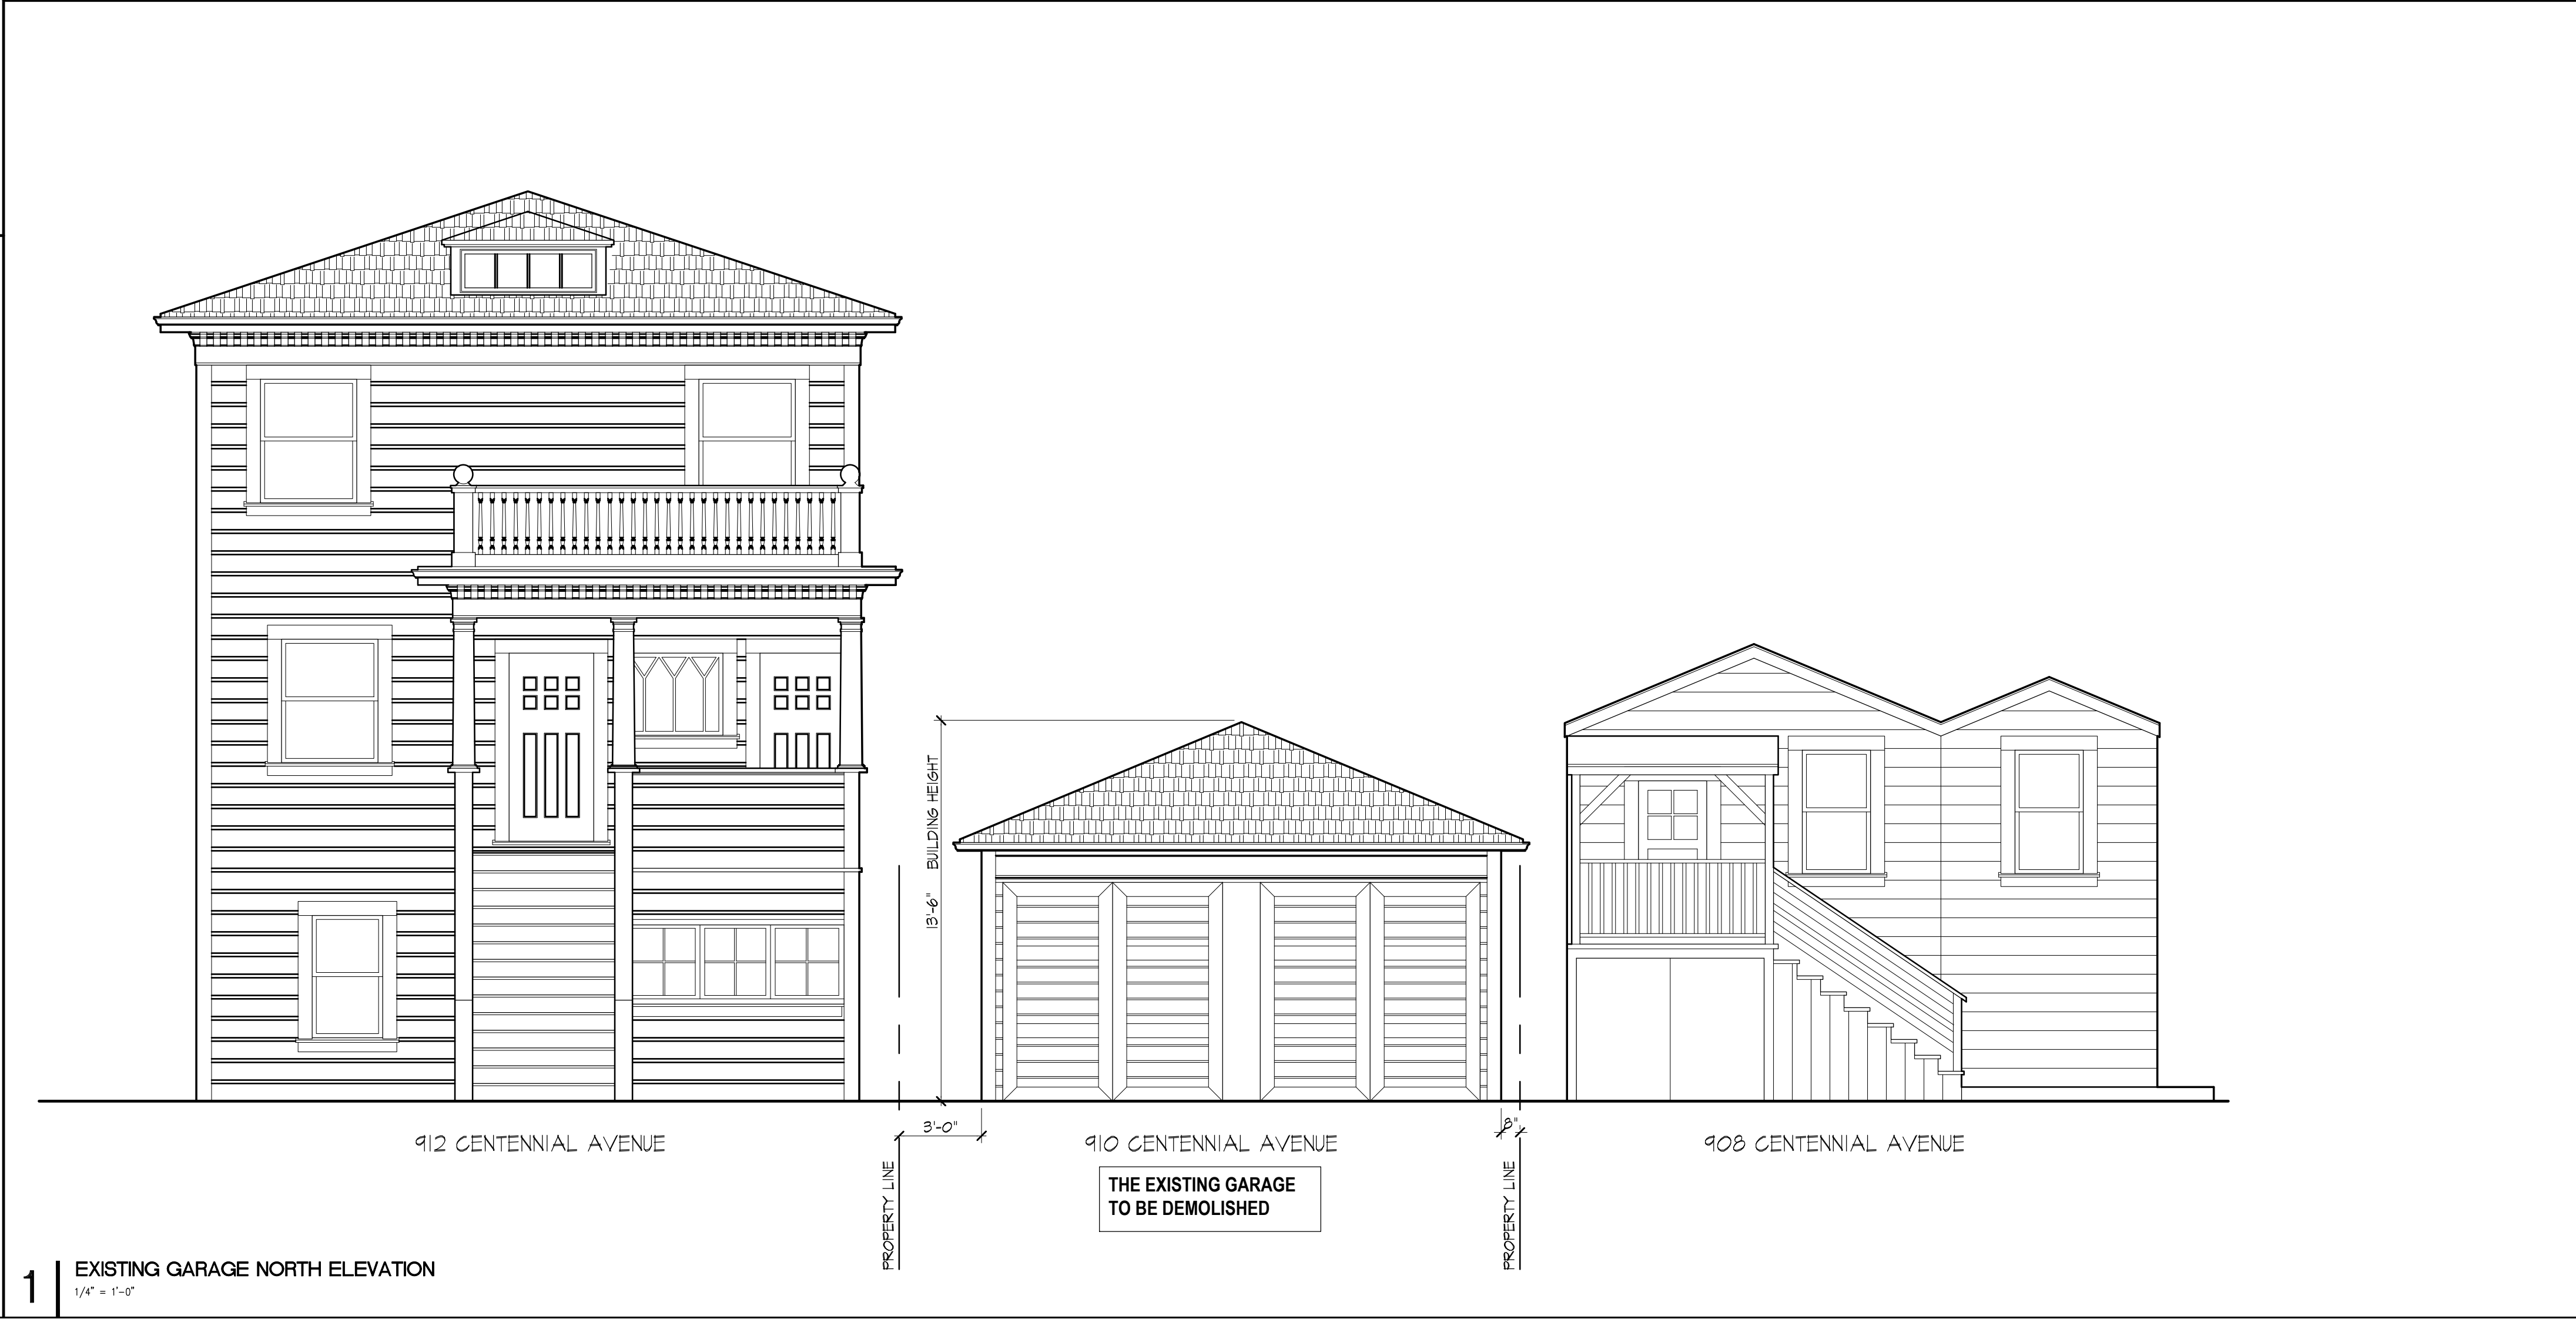 BUILDING HEIGHT
13'-6"
912 CENTENNIAL AVENUE
3'-0"
910 CENTENNIAL AVENUE
8"
908 CENTENNIAL AVENUE
PROPERTY LINE
THE EXISTING GARAGE
TO BE DEMOLISHED
PROPERTY LINE
1
EXISTING GARAGE NORTH ELEVATION
1/4" = 1'-0"